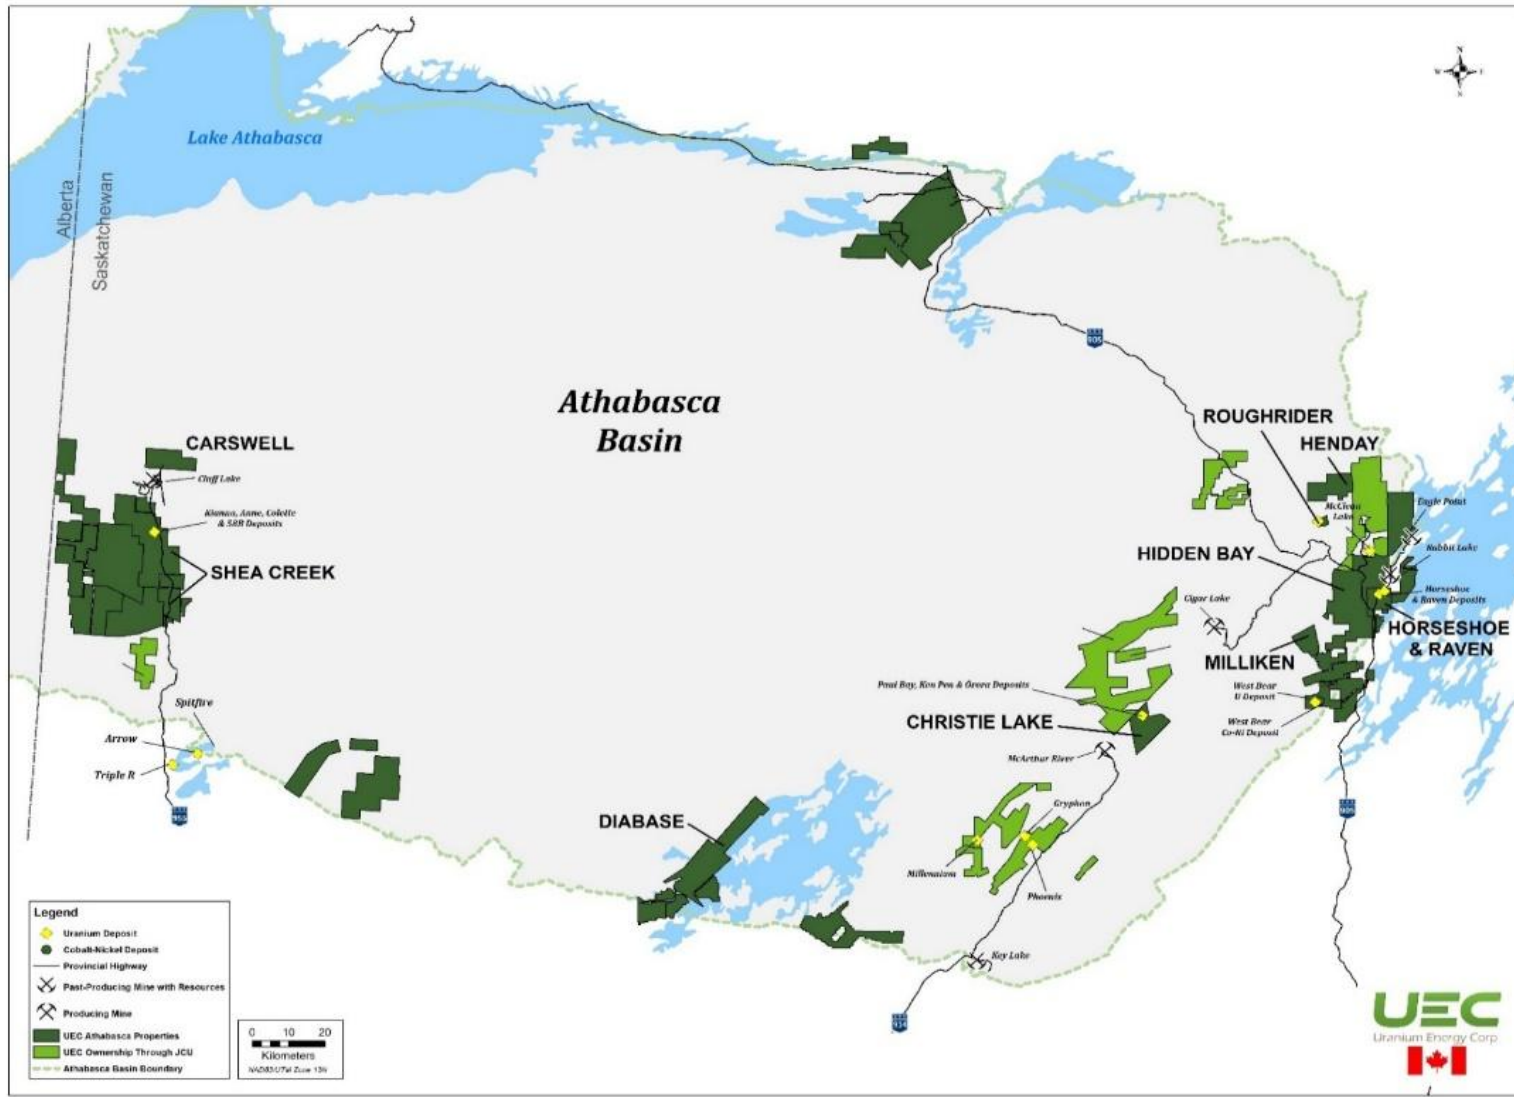 N
W
E
S
Lake Athabasca
Alberta
Saskatchewan
905
Athabasca
Basin
ROUGHRIDER
HENDAY
CARSWELL
Cluff Lake
McClean
Lake
Eagle Point
Kianna, Anne, Colette
& 58B Deposits
Rabbit Lake
HIDDEN BAY
SHEA CREEK
Horseshoe
& Raven Deposits
Cigar Lake
HORSESHOE
& RAVEN
MILLIKEN
Paul Bay, Ken Pen & Orora Deposits
West Bear
U Deposit
CHRISTIE LAKE
West Bear
Co-Ni Deposit
Spitfire
Arrow
McArthur River
Triple R
Gryphon
955
905
DIABASE
Millennium
Phoenix
Key Lake
914
Legend
Uranium Deposit
Cobalt-Nickel Deposit
Provincial Highway
Past-Producing Mine with Resources
Producing Mine
UEC Athabasca Properties
UEC Ownership Through JCU
Athabasca Basin Boundary
0 10 20
Kilometers
UEC
Uranium Energy Corp